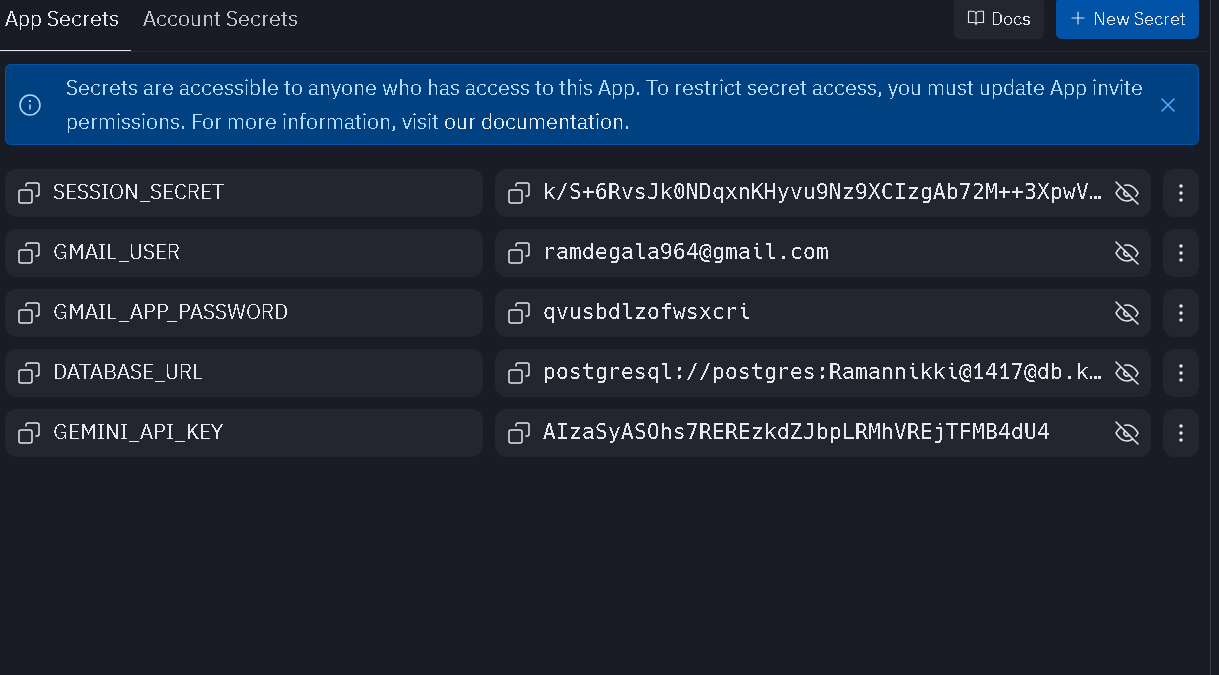 App Secrets
Account Secrets
Docs
New Secret
Secrets are accessible to anyone who has access to this App. To restrict secret access, you must update App invite
permissions. For more information, visit our documentation.
SESSION_SECRET
k/S+6RvsJk0NDqxnKHyvu9Nz9XCIzgAb72M++3XpwV…
GMAIL_USER
ramdegala964@gmail.com
GMAIL_APP_PASSWORD
qvusbdlzofwsxcri
DATABASE_URL
postgresql://postgres:Ramannikki@1417@db.k…
GEMINI_API_KEY
AIzaSyASOhs7REREzkdZJbpLRMhVREjTFMB4dU4